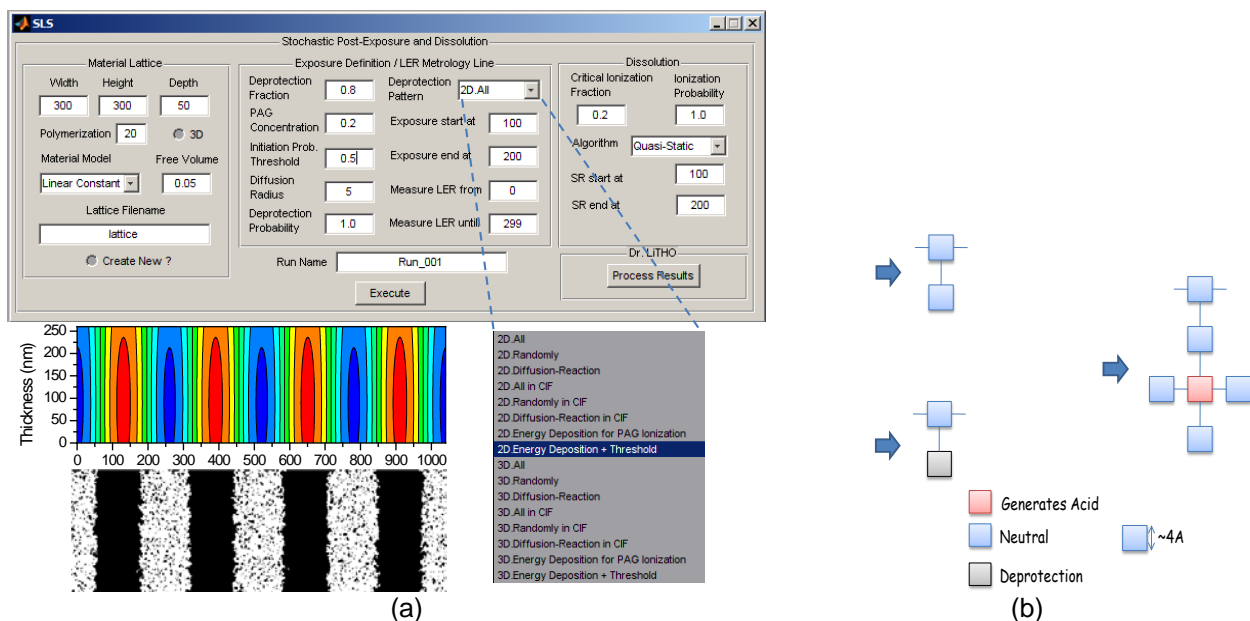 SLS
Stochastic Post-Exposure and Dissolution
Material Lattice
Width Height Depth
300 300 50
Polymerization 20 3D
Material Model Free Volume
Linear Constant 0.05
Lattice Filename
lattice
Create New ?
Exposure Definition / LER Metrology Line
Deprotection Fraction 0.8
Deprotection Pattern 2D.All
PAG Concentration 0.2
Exposure start at 100
Initiation Prob. Threshold 0.5
Exposure end at 200
Diffusion Radius 5
Measure LER from 0
Deprotection Probability 1.0
Measure LER until 299
Run Name Run_001
Execute
Dissolution
Critical Ionization Fraction 0.2
Ionization Probability 1.0
Algorithm Quasi-Static
SR start at 100
SR end at 200
Dr. LiTHO
Process Results
Thickness (nm)
250
200
150
100
50
0
0 100 200 300 400 500 600 700 800 900 1000
2D.All
2D.Randomly
2D.Diffusion-Reaction
2D.All in CIF
2D.Randomly in CIF
2D.Diffusion-Reaction in CIF
2D.Energy Deposition for PAG Ionization
2D.Energy Deposition + Threshold
3D.All
3D.Randomly
3D.Diffusion-Reaction
3D.All in CIF
3D.Randomly in CIF
3D.Diffusion-Reaction in CIF
3D.Energy Deposition for PAG Ionization
3D.Energy Deposition + Threshold
(a)
Generates Acid
Neutral
~4A
Deprotection
(b)